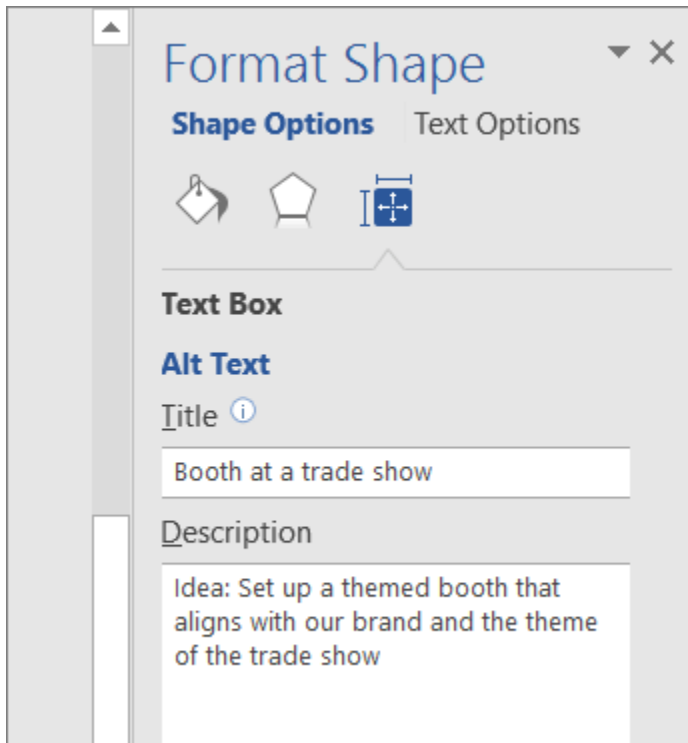 Format Shape
Shape Options Text Options
Text Box
Alt Text
Title
Booth at a trade show
Description
Idea: Set up a themed booth that
aligns with our brand and the theme
of the trade show